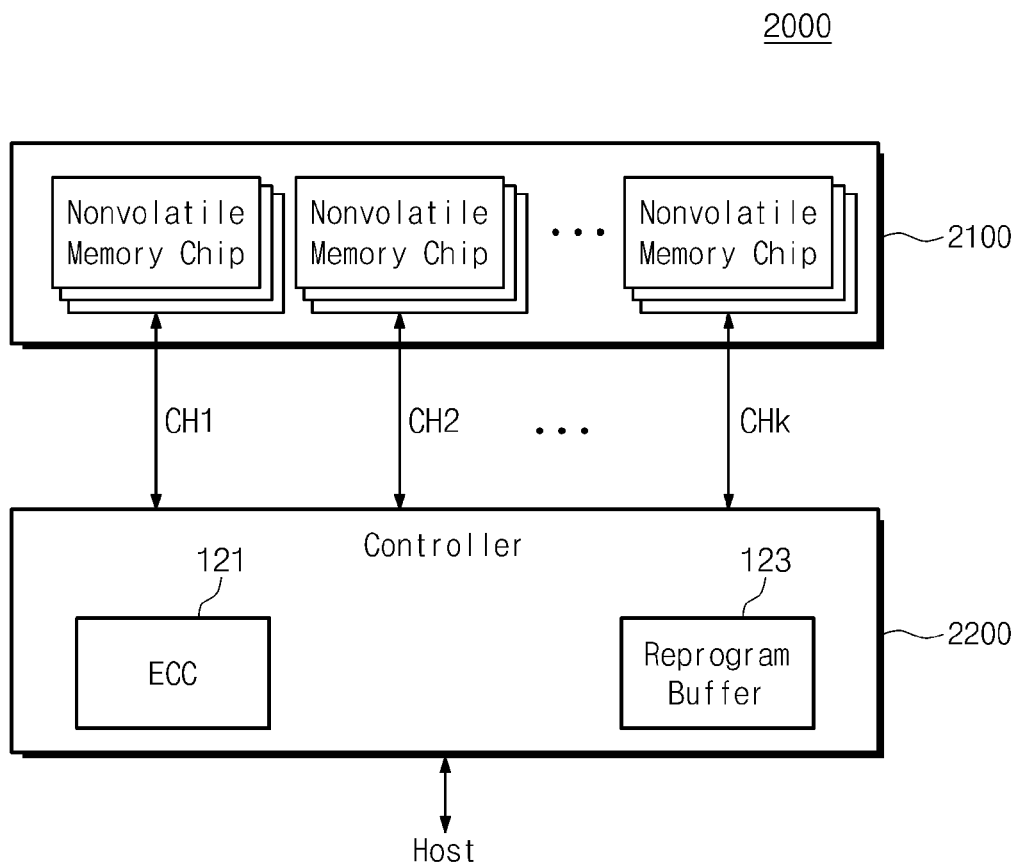 2000
Nonvolatile Memory Chip
Nonvolatile Memory Chip
• • •
Nonvolatile Memory Chip
2100
CH1
CH2
• • •
CHk
Controller
121
123
ECC
Reprogram
Buffer
2200
Host